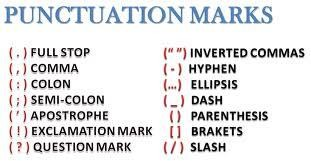 PUNCTUATION MARKS
( . ) FULL STOP
( , ) COMMA
( : ) COLON
( ; ) SEMI-COLON
( ' ) APOSTROPHE
( ! ) EXCLAMATION MARK
( ? ) QUESTION MARK
(“ ”) INVERTED COMMAS
( - ) HYPHEN
(...) ELLIPSIS
( _ ) DASH
( ) PARENTHESIS
[ ] BRAKETS
( / ) SLASH